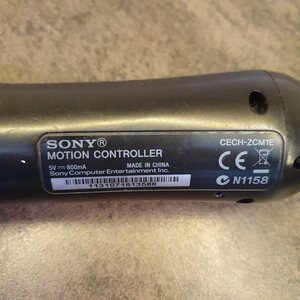 SONY®
CECH-ZCM1E
MOTION CONTROLLER
5V⎓800mA MADE IN CHINA
Sony Computer Entertainment Inc.
CE
N1158
1131071613588